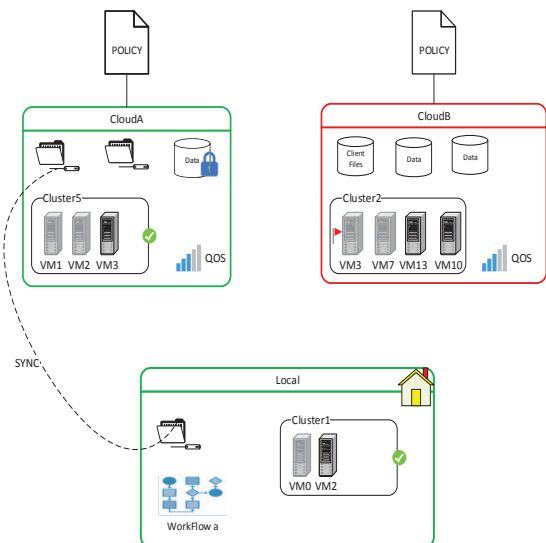 POLICY
POLICY
CloudA
CloudB
Data
Client
Files
Data
Data
Cluster5
VM1 VM2 VM3
QOS
Cluster2
VM3 VM7 VM13 VM10
QOS
SYNC
Local
Cluster1
VM0 VM2
WorkFlow a